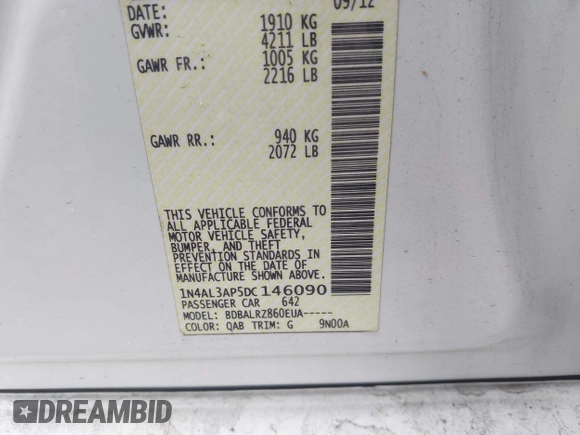 DATE: 09/12
GVWR: 1910 KG
4211 LB
GAWR FR.: 1005 KG
2216 LB
GAWR RR.: 940 KG
2072 LB
THIS VEHICLE CONFORMS TO
ALL APPLICABLE FEDERAL
MOTOR VEHICLE SAFETY,
BUMPER, AND THEFT
PREVENTION STANDARDS IN
EFFECT ON THE DATE OF
MANUFACTURE SHOWN ABOVE.
1N4AL3AP5DC146090
PASSENGER CAR 642
MODEL: BDBALRZ860EUA-----
COLOR: QAB TRIM: G 9N00A
DREAMBID